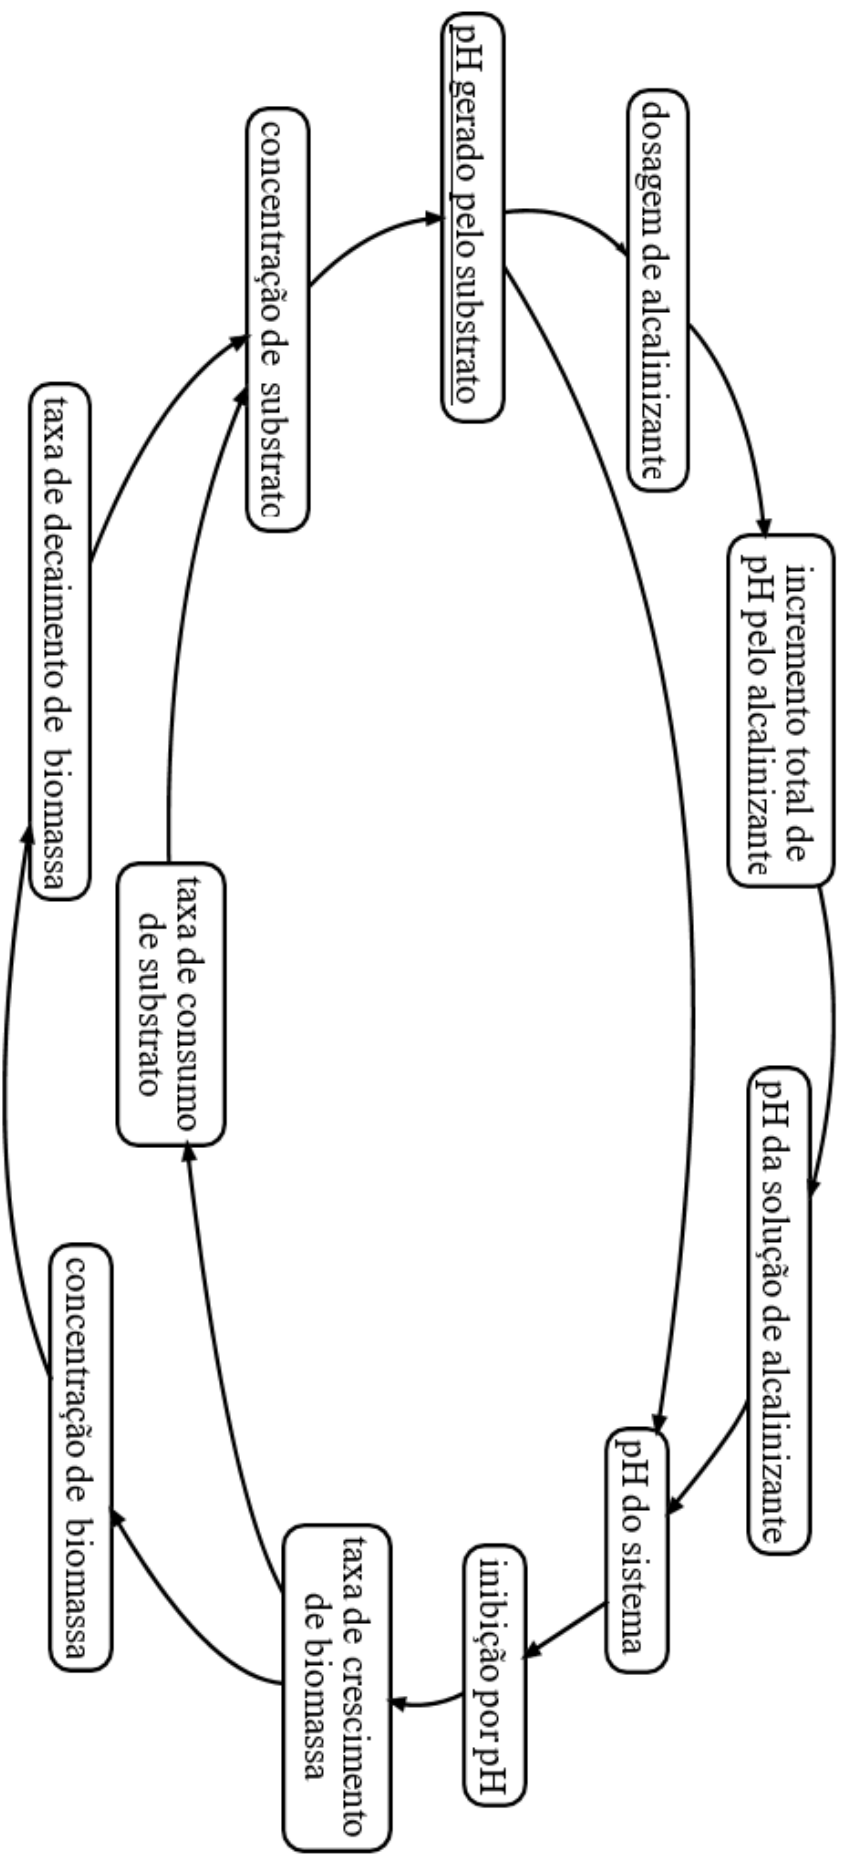 incremento total de
pH pelo alcalinizante
pH da solução de alcalinizante
dosagem de alcalinizante
pH do sistema
pH gerado pelo substrato
inibição por pH
taxa de crescimento
de biomassa
concentração de substrato
taxa de consumo
de substrato
taxa de decaimento de biomassa
concentração de biomassa